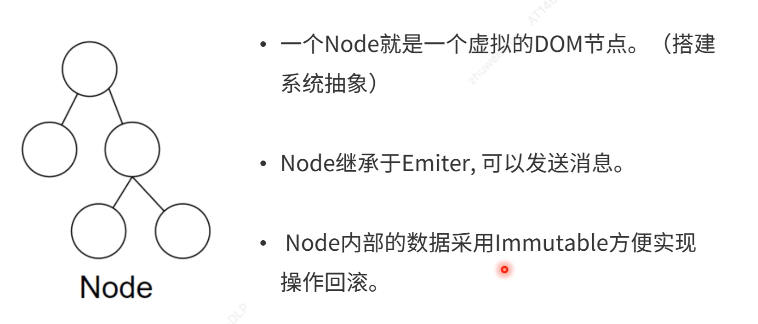 • 一个Node就是一个虚拟的DOM节点。（搭建
系统抽象）
• Node继承于Emiter, 可以发送消息。
• Node内部的数据采用Immutable方便实现
操作回滚。
Node
DLP